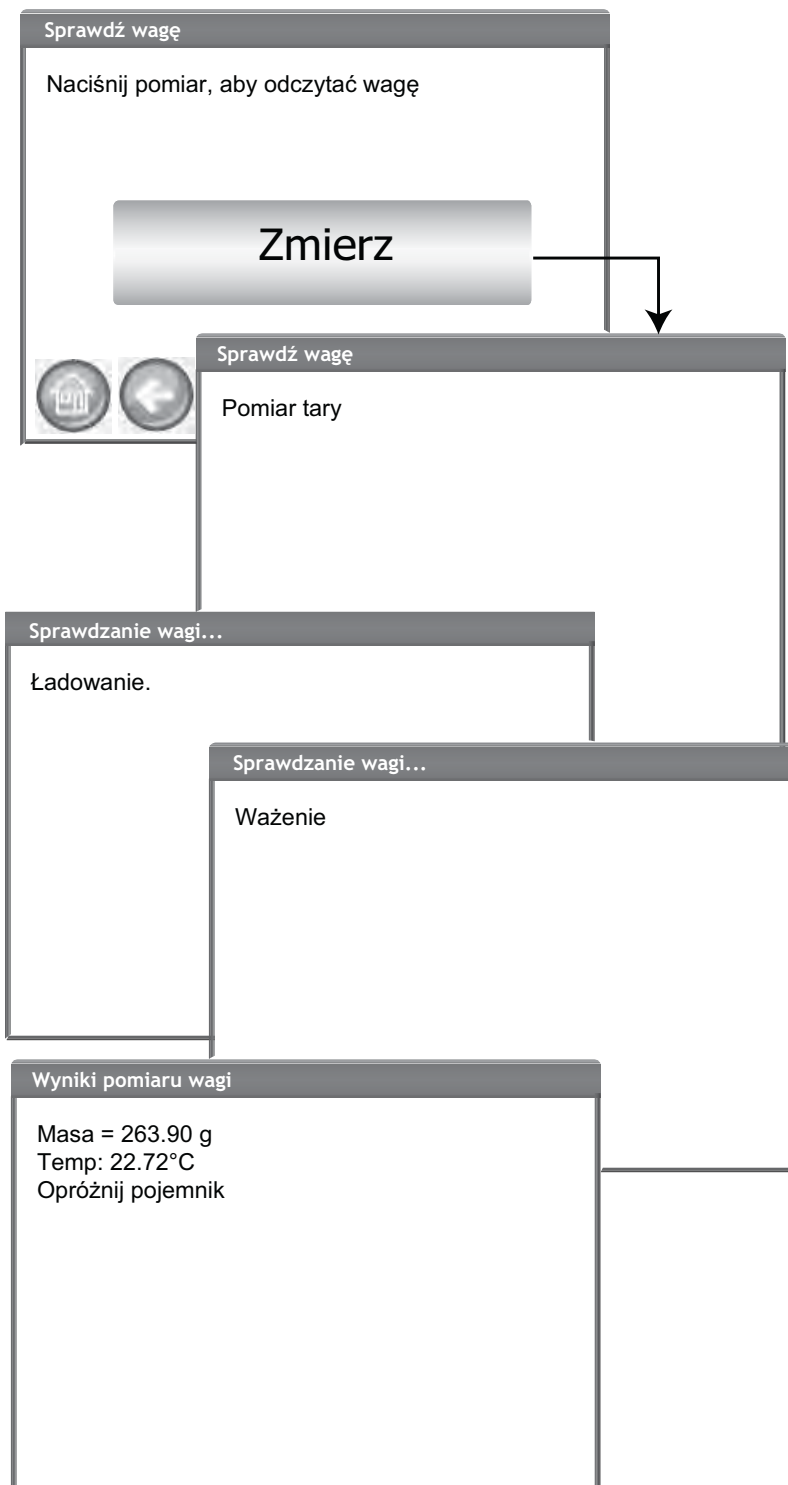 Sprawdź wagę
Naciśnij pomiar, aby odczytać wagę
Zmierz
Sprawdź wagę
Pomiar tary
Sprawdzanie wagi...
Ładowanie.
Sprawdzanie wagi...
Ważenie
Wyniki pomiaru wagi
Masa = 263.90 g
Temp: 22.72°C
Opróżnij pojemnik